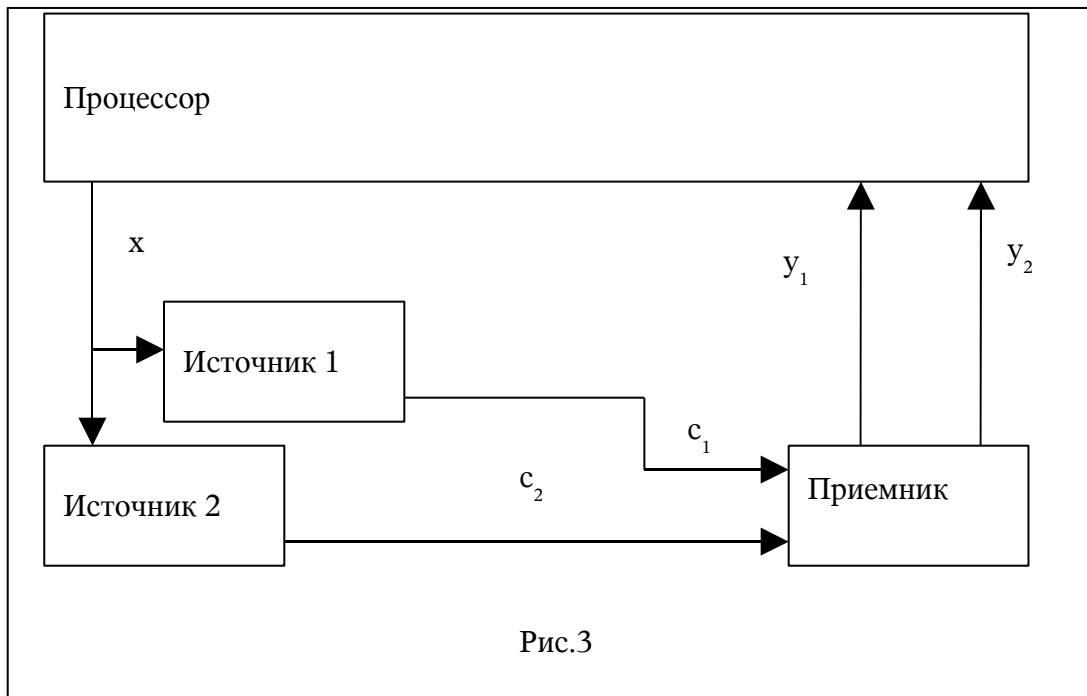 Процессор
x
y₁
y₂
Источник 1
c₁
c₂
Источник 2
Приемник
Рис.3